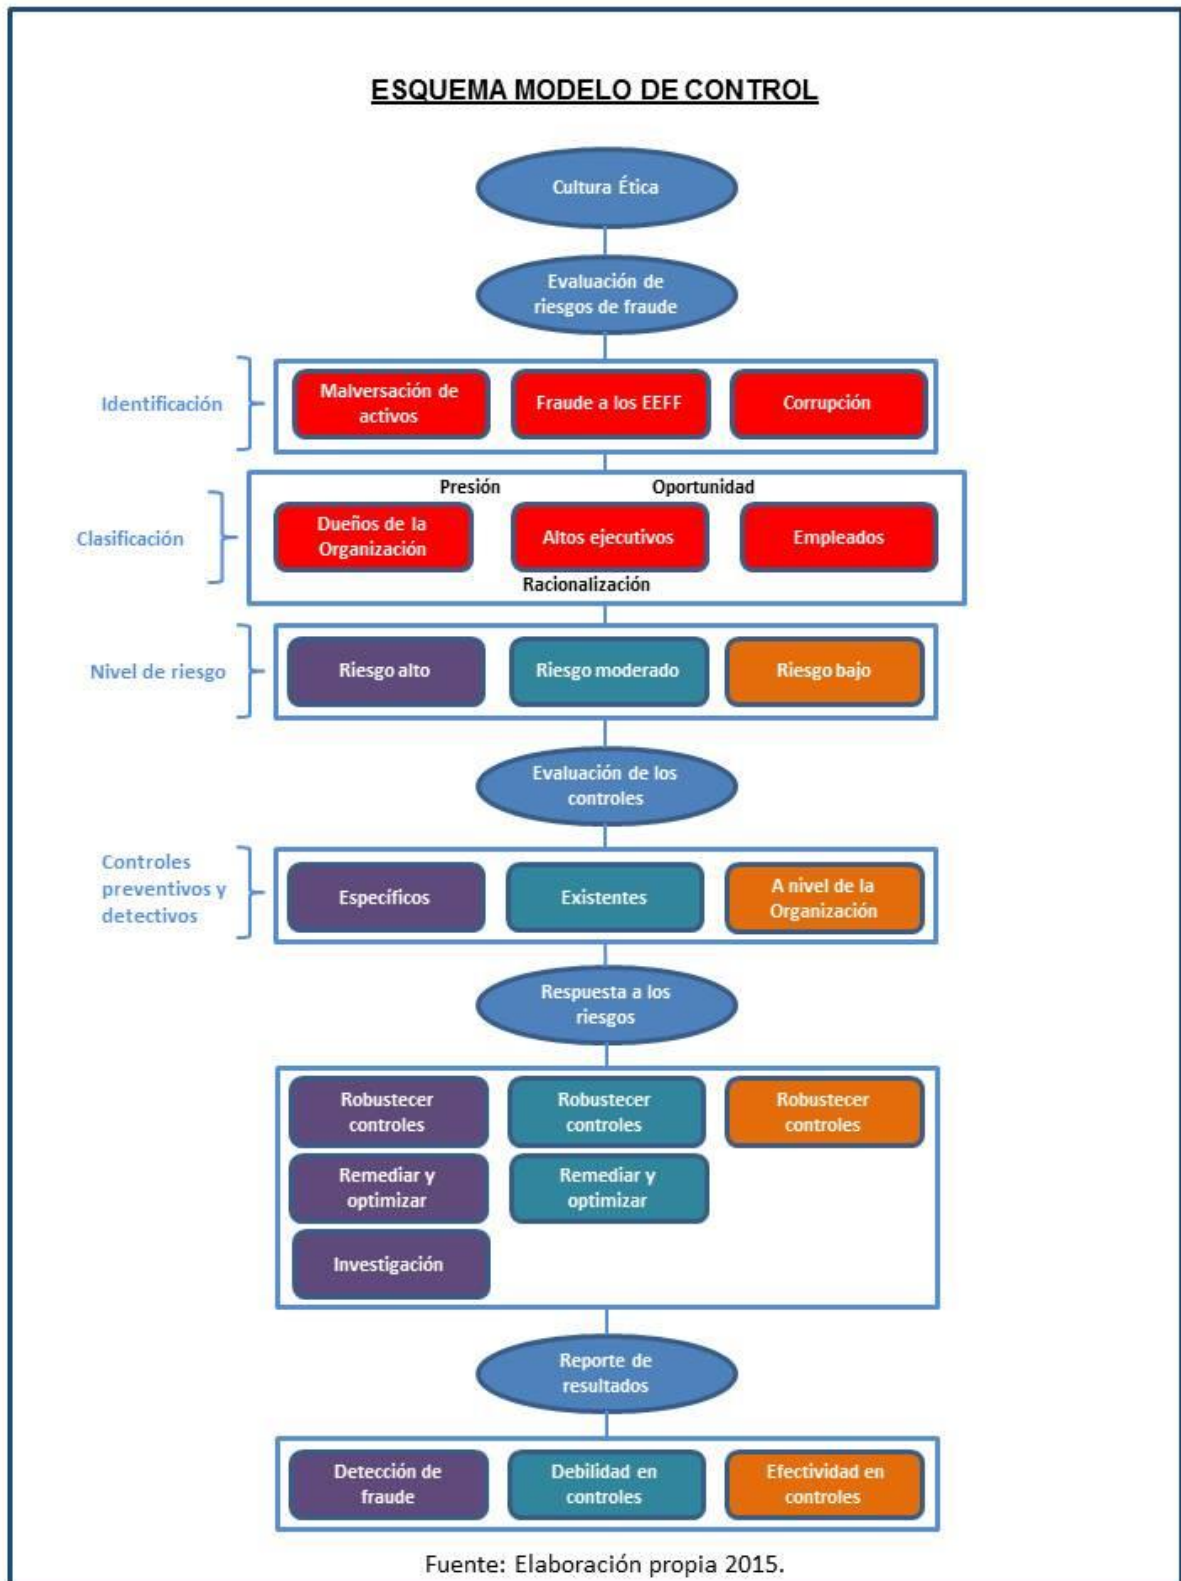 ESQUEMA MODELO DE CONTROL
Cultura Ética
Evaluación de
riesgos de fraude
Identificación
Malversación de
activos
Fraude a los EEFF
Corrupción
Clasificación
Presión
Oportunidad
Dueños de la
Organización
Altos ejecutivos
Empleados
Racionalización
Nivel de riesgo
Riesgo alto
Riesgo moderado
Riesgo bajo
Evaluación de los
controles
Controles
preventivos y
detectivos
Específicos
Existentes
A nivel de la
Organización
Respuesta a los
riesgos
Robustecer
controles
Robustecer
controles
Robustecer
controles
Remediar y
optimizar
Remediar y
optimizar
Investigación
Reporte de
resultados
Detección de
fraude
Debilidad en
controles
Efectividad en
controles
Fuente: Elaboración propia 2015.